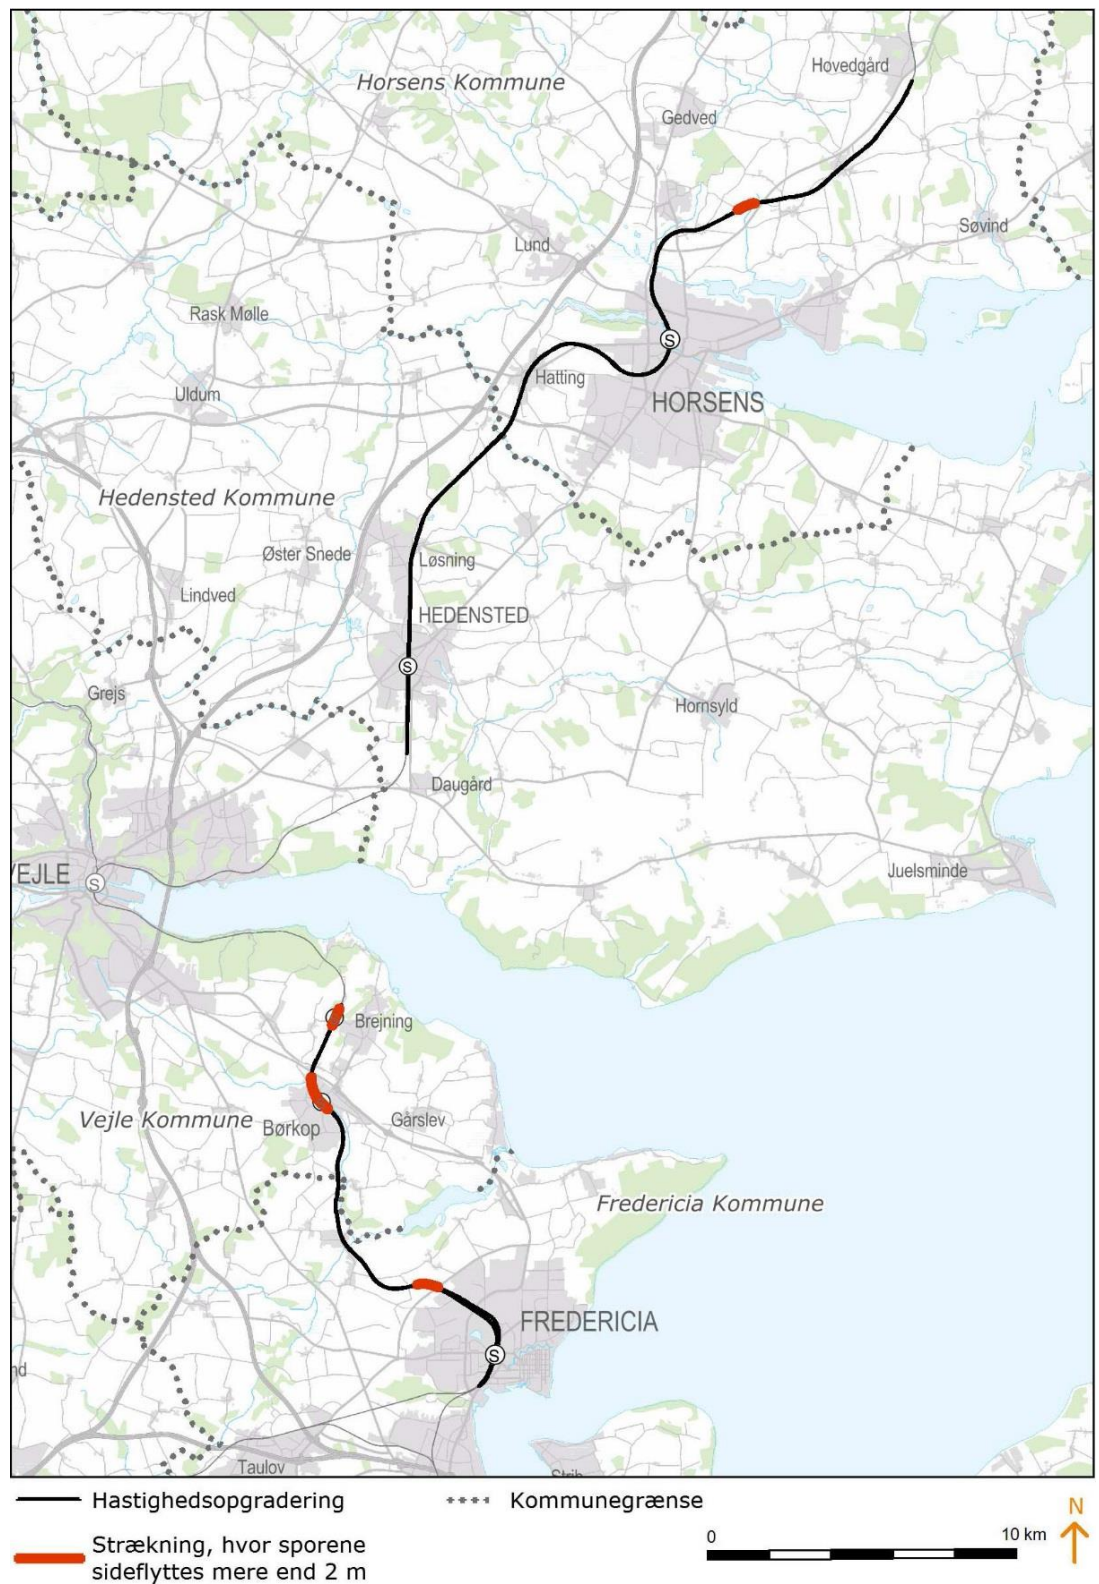 Horsens Kommune
Hovedgård
Gedved
Søvind
Lund
Rask Mølle
S
Hatting
Uldum
HORSENS
Hedensted Kommune
Øster Snede
Løsning
Lindved
HEDENSTED
S
Grejs
Hornsyld
Daugård
VEJLE
S
Juelsminde
Brejning
Vejle Kommune
Gårslev
Børkop
Fredericia Kommune
FREDERICIA
S
nd
Taulov
Strib
Hastighedsopgradering
Kommunegrænse
N
Strækning, hvor sporene
sideflyttes mere end 2 m
0 10 km